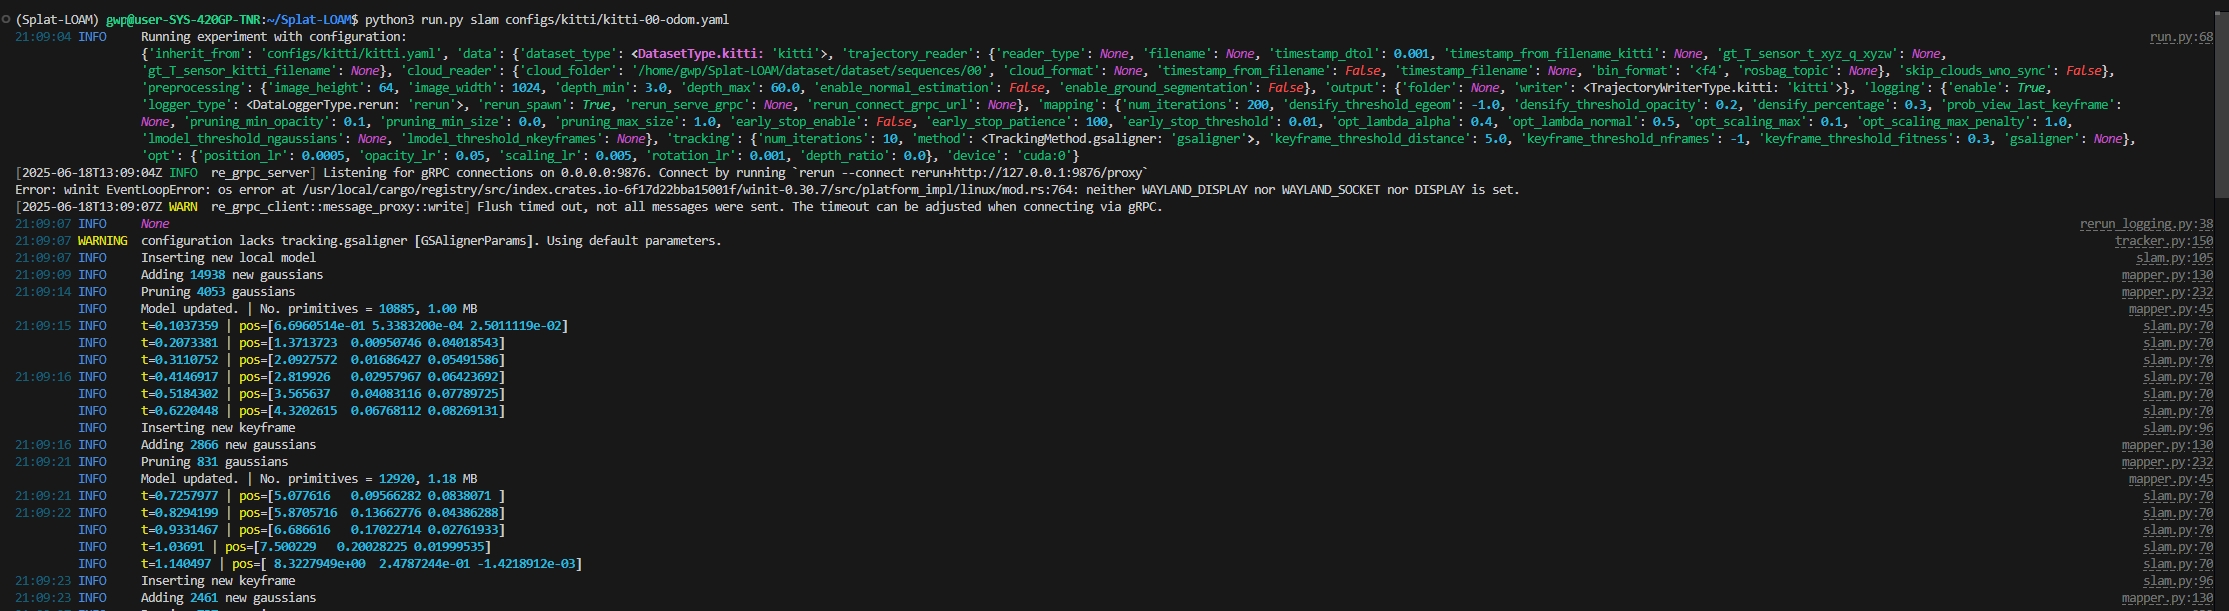 (Splat-LOAM) gwp@user-SYS-420GP-TNR:~/Splat-LOAM$ python3 run.py slam configs/kitti/kitti-00-odom.yaml
21:09:04 INFO Running experiment with configuration: run.py:68
{'inherit_from': 'configs/kitti/kitti.yaml', 'data': {'dataset_type': <DatasetType.kitti: 'kitti'>, 'trajectory_reader': {'reader_type': None, 'filename': None, 'timestamp_dtol': 0.001, 'timestamp_from_filename_kitti': None, 'gt_T_sensor_t_xyz_q_xyzw': None,
'gt_T_sensor_kitti_filename': None}, 'cloud_reader': {'cloud_folder': '/home/gwp/Splat-LOAM/dataset/dataset/sequences/00', 'cloud_format': None, 'timestamp_from_filename': False, 'timestamp_filename': None, 'bin_format': '<f4', 'rosbag_topic': None}, 'skip_clouds_wno_sync': False},
'preprocessing': {'image_height': 64, 'image_width': 1024, 'depth_min': 3.0, 'depth_max': 60.0, 'enable_normal_estimation': False, 'enable_ground_segmentation': False}, 'output': {'folder': None, 'writer': <TrajectoryWriterType.kitti: 'kitti'>}, 'logging': {'enable': True,
'logger_type': <DataLoggerType.rerun: 'rerun'>, 'rerun_spawn': True, 'rerun_serve_grpc': None, 'rerun_connect_grpc_url': None}, 'mapping': {'num_iterations': 200, 'densify_threshold_egeom': -1.0, 'densify_threshold_opacity': 0.2, 'densify_percentage': 0.3, 'prob_view_last_keyframe':
None, 'pruning_min_opacity': 0.1, 'pruning_min_size': 0.0, 'pruning_max_size': 1.0, 'early_stop_enable': False, 'early_stop_patience': 100, 'early_stop_threshold': 0.01, 'opt_lambda_alpha': 0.4, 'opt_lambda_normal': 0.5, 'opt_scaling_max': 0.1, 'opt_scaling_max_penalty': 1.0,
'lmodel_threshold_ngaussians': None, 'lmodel_threshold_nkeyframes': None}, 'tracking': {'num_iterations': 10, 'method': <TrackingMethod.gsaligner: 'gsaligner'>, 'keyframe_threshold_distance': 5.0, 'keyframe_threshold_nframes': -1, 'keyframe_threshold_fitness': 0.3, 'gsaligner': None},
'opt': {'position_lr': 0.0005, 'opacity_lr': 0.05, 'scaling_lr': 0.005, 'rotation_lr': 0.001, 'depth_ratio': 0.0}, 'device': 'cuda:0'}
[2025-06-18T13:09:04Z INFO  re_grpc_server] Listening for gRPC connections on 0.0.0.0:9876. Connect by running `rerun --connect rerun+http://127.0.0.1:9876/proxy`
Error: winit EventLoopError: os error at /usr/local/cargo/registry/src/index.crates.io-6f17d22bba15001f/winit-0.30.7/src/platform_impl/linux/mod.rs:764: neither WAYLAND_DISPLAY nor WAYLAND_SOCKET nor DISPLAY is set.
[2025-06-18T13:09:07Z WARN  re_grpc_client::message_proxy::write] Flush timed out, not all messages were sent. The timeout can be adjusted when connecting via gRPC.
21:09:07 INFO None rerun_logging.py:38
21:09:07 WARNING configuration lacks tracking.gsaligner [GSAlignerParams]. Using default parameters. tracker.py:150
21:09:07 INFO Inserting new local model slam.py:105
21:09:09 INFO Adding 14938 new gaussians mapper.py:130
21:09:14 INFO Pruning 4053 gaussians mapper.py:232
INFO Model updated. | No. primitives = 10885, 1.00 MB mapper.py:45
21:09:15 INFO t=0.1037359 | pos=[6.6960514e-01 5.3383200e-04 2.5011119e-02] slam.py:70
INFO t=0.2073381 | pos=[1.3713723  0.00950746 0.04018543] slam.py:70
INFO t=0.3110752 | pos=[2.0927572  0.01686427 0.05491586] slam.py:70
21:09:16 INFO t=0.4146917 | pos=[2.819926   0.02957967 0.06423692] slam.py:70
INFO t=0.5184302 | pos=[3.565637   0.04083116 0.07789725] slam.py:70
INFO t=0.6220448 | pos=[4.3202615  0.06768112 0.08269131] slam.py:70
INFO Inserting new keyframe slam.py:96
21:09:16 INFO Adding 2866 new gaussians mapper.py:130
21:09:21 INFO Pruning 831 gaussians mapper.py:232
INFO Model updated. | No. primitives = 12920, 1.18 MB mapper.py:45
21:09:21 INFO t=0.7257977 | pos=[5.077616   0.09566282 0.0838071 ] slam.py:70
21:09:22 INFO t=0.8294199 | pos=[5.8705716  0.13662776 0.04386288] slam.py:70
INFO t=0.9331467 | pos=[6.686616   0.17022714 0.02761933] slam.py:70
INFO t=1.03691 | pos=[7.500229   0.20028225 0.01999535] slam.py:70
INFO t=1.140497 | pos=[ 8.3227949e+00  2.4787244e-01 -1.4218912e-03] slam.py:70
21:09:23 INFO Inserting new keyframe slam.py:96
21:09:23 INFO Adding 2461 new gaussians mapper.py:130